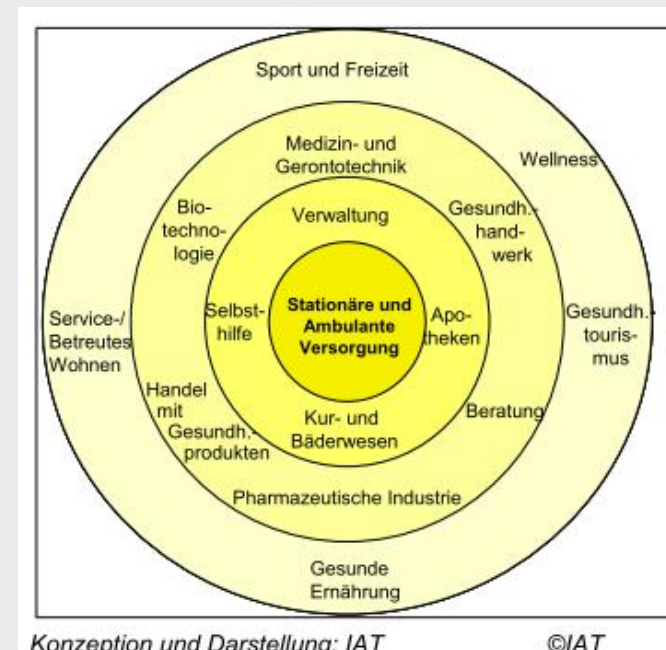 Sport und Freizeit
Medizin- und
Gerontotechnik
Wellness
Bio-
techno-
logie
Verwaltung
Gesundh.-
hand-
werk
Service-/
Betreutes
Wohnen
Selbst-
hilfe
Stationäre und
Ambulante
Versorgung
Apo-
theken
Gesundh.-
touris-
mus
Handel
mit
Gesundh.-
produkten
Kur- und
Bäderwesen
Beratung
Pharmazeutische Industrie
Gesunde
Ernährung
Konzeption und Darstellung: IAT ©IAT